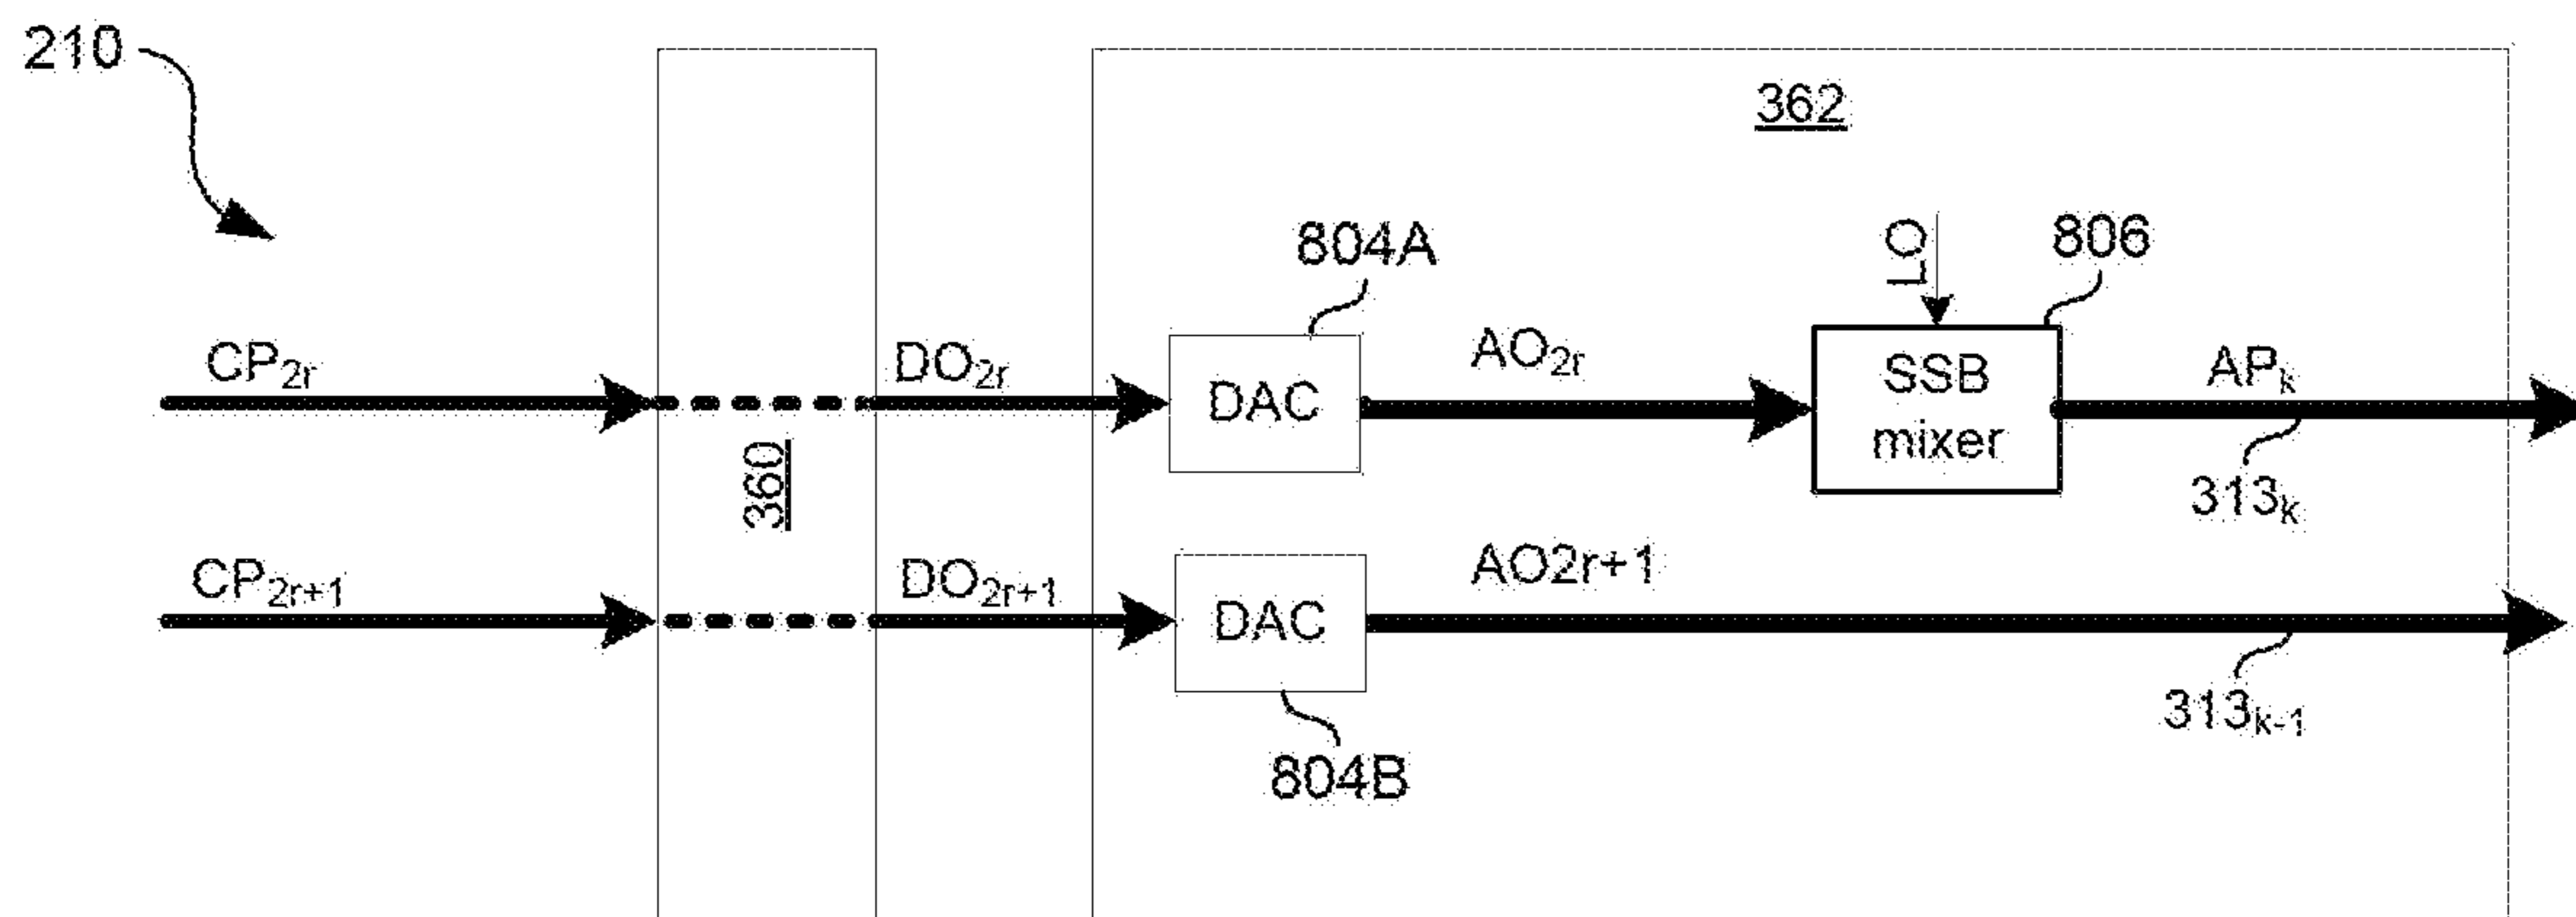 210
362
804A
LO
806
CP2r
DO2r
DAC
AO2r
SSB
mixer
APk
360
313k
CP2r+1
DO2r+1
DAC
AO2r+1
313k-1
804B